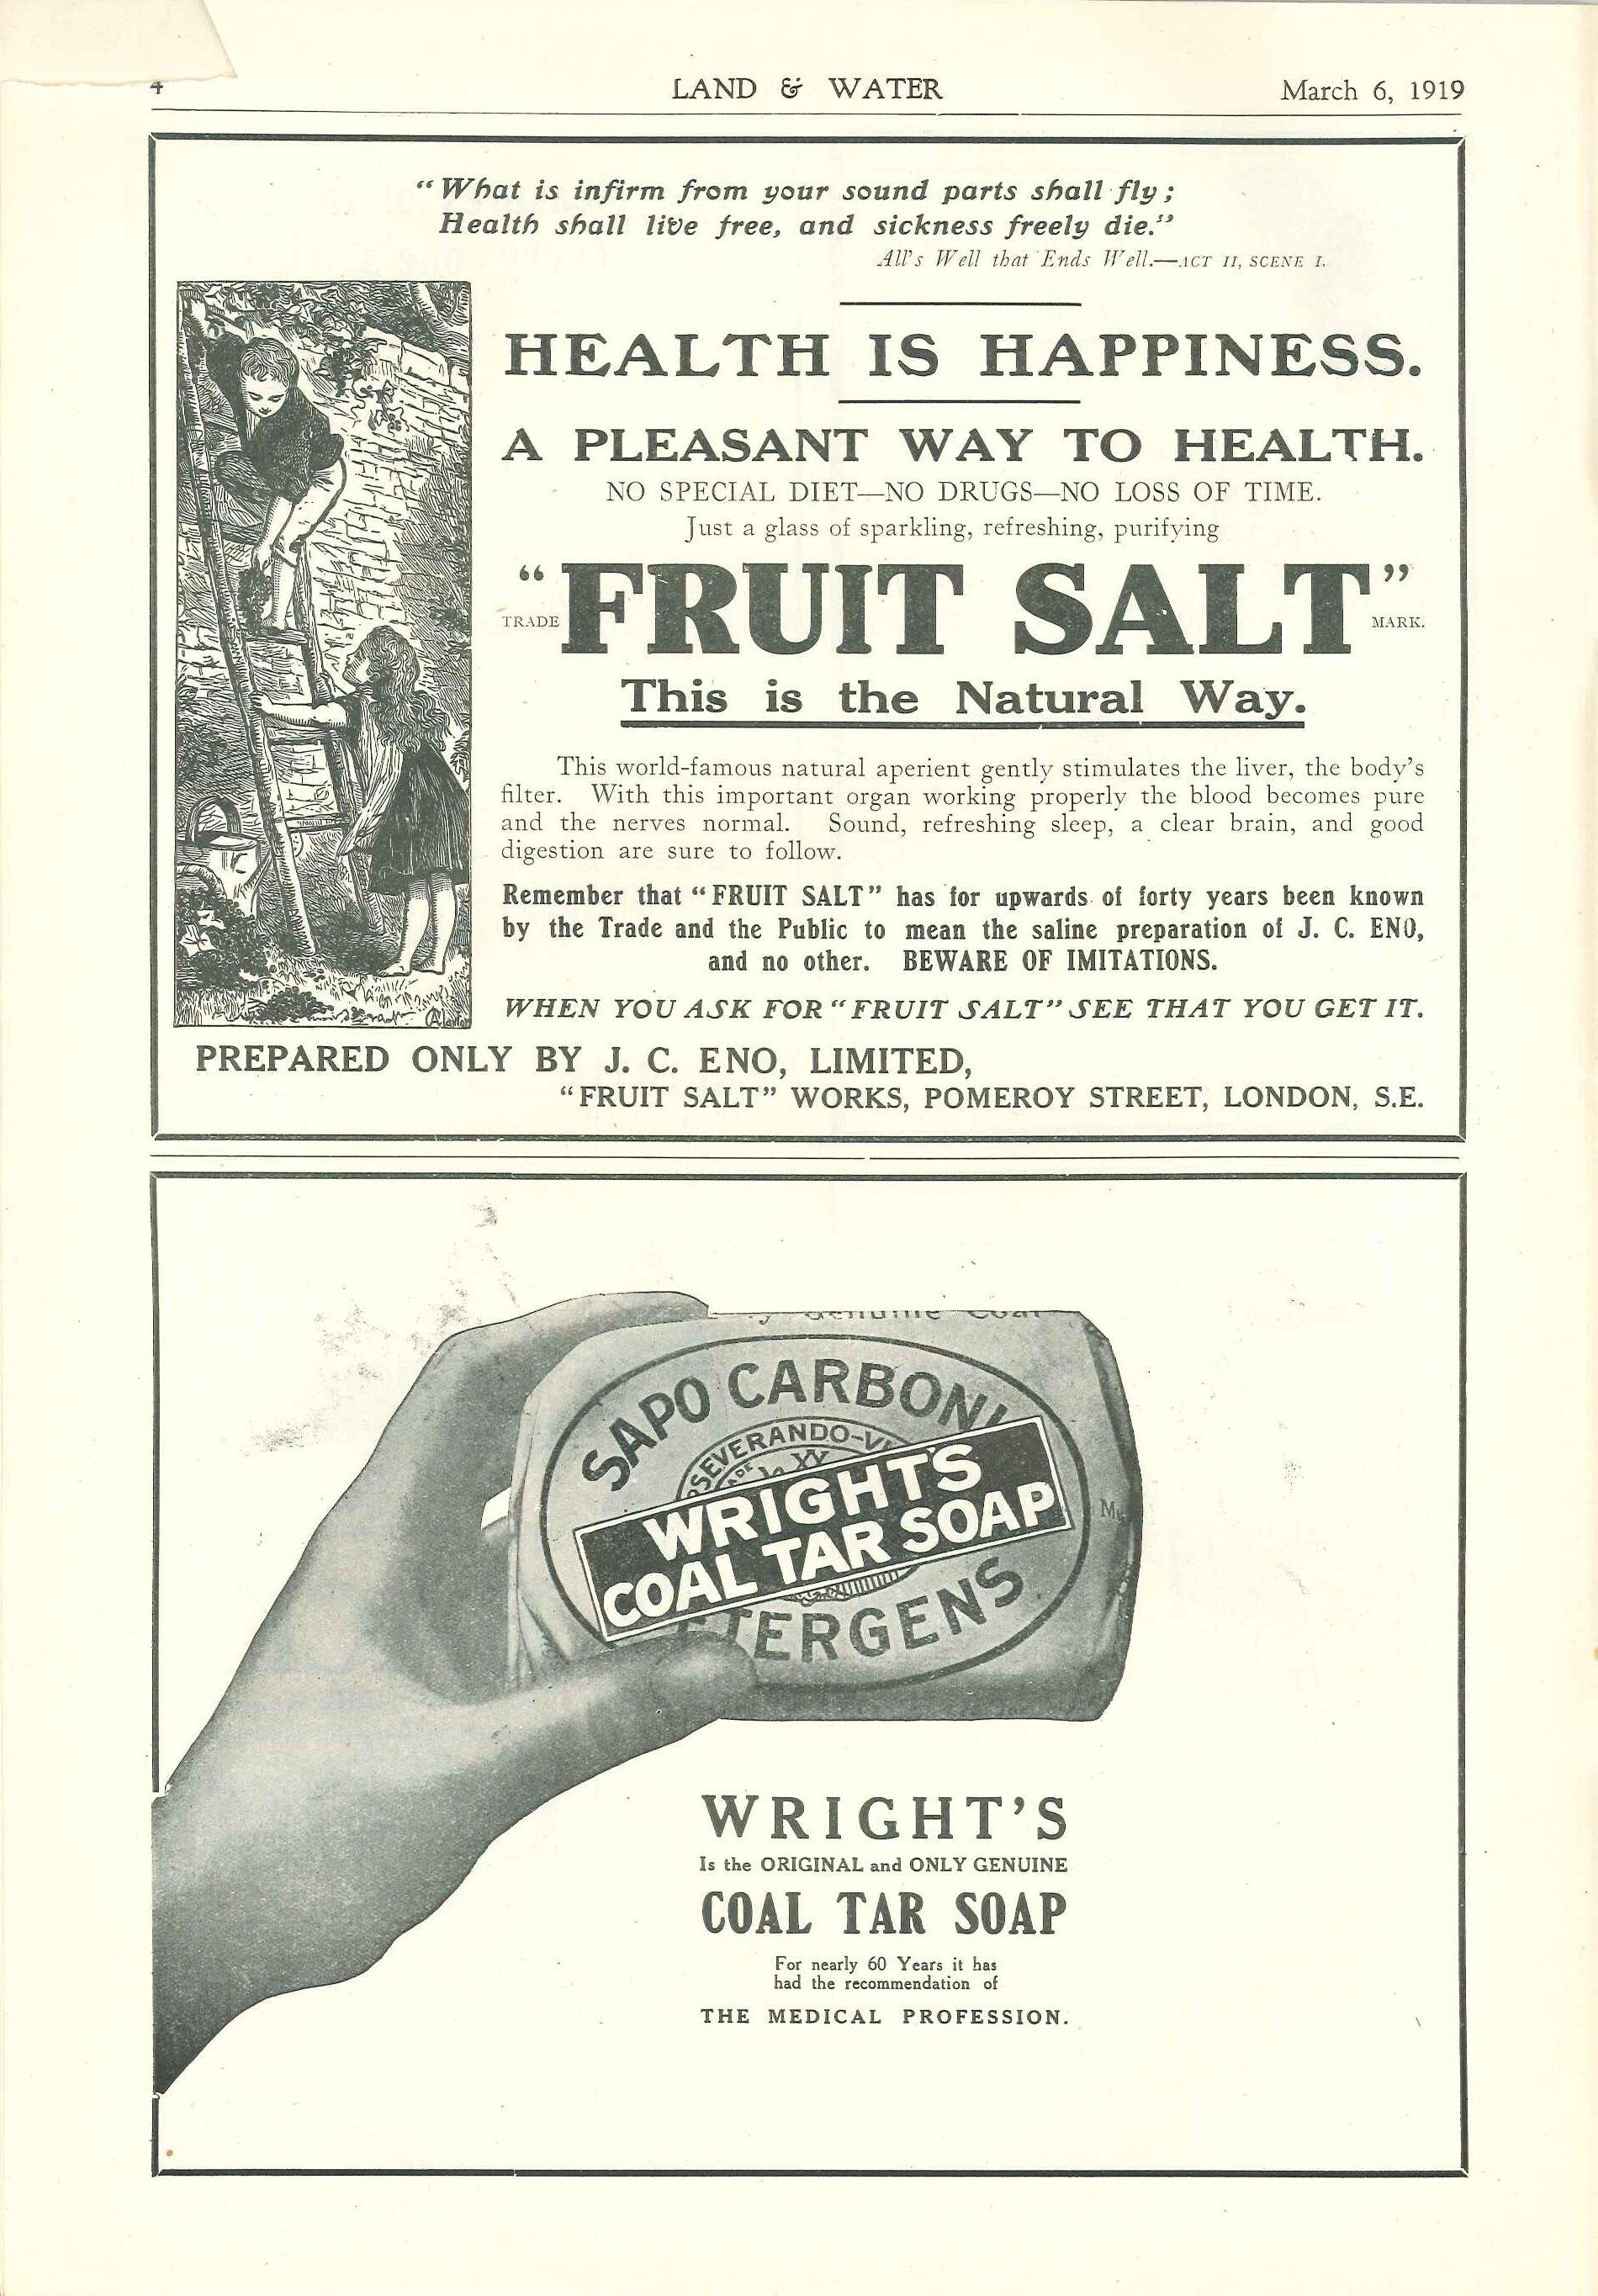 4 LAND & WATER March 6, 1919
"What is infirm from your sound parts shall fly;
Health shall live free, and sickness freely die."
All's Well that Ends Well.—ACT II, SCENE I.
HEALTH IS HAPPINESS.
A PLEASANT WAY TO HEALTH.
NO SPECIAL DIET—NO DRUGS—NO LOSS OF TIME.
Just a glass of sparkling, refreshing, purifying
TRADE "FRUIT SALT" MARK.
This is the Natural Way.
This world-famous natural aperient gently stimulates the liver, the body's
filter. With this important organ working properly the blood becomes pure
and the nerves normal. Sound, refreshing sleep, a clear brain, and good
digestion are sure to follow.
Remember that "FRUIT SALT" has for upwards of forty years been known
by the Trade and the Public to mean the saline preparation of J. C. ENO,
and no other. BEWARE OF IMITATIONS.
WHEN YOU ASK FOR "FRUIT SALT" SEE THAT YOU GET IT.
PREPARED ONLY BY J. C. ENO, LIMITED,
"FRUIT SALT" WORKS, POMEROY STREET, LONDON, S.E.
Genuine Coal
SAPO CARBONI
SEVERANDO-VI
WRIGHT'S
COAL TAR SOAP
TERGENS
WRIGHT'S
Is the ORIGINAL and ONLY GENUINE
COAL TAR SOAP
For nearly 60 Years it has
had the recommendation of
THE MEDICAL PROFESSION.